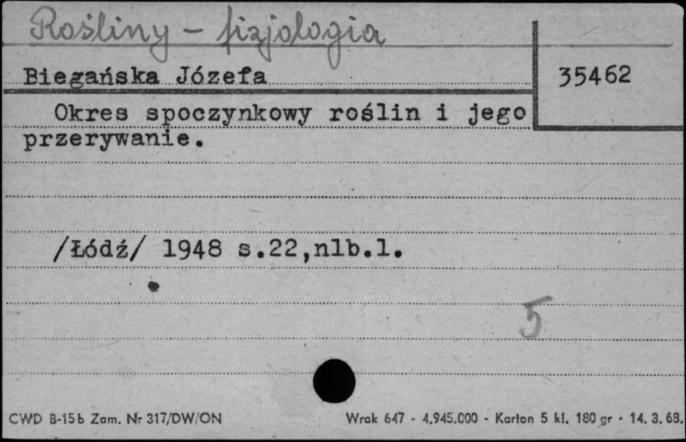 Rośliny - fizjologia
Biegańska Józefa
35462
Okres spoczynkowy roślin i jego
przerywanie.
/Łódź/ 1948 s.22,nlb.l.
5
CWD B-15b Zam. Nr 317/DW/ON
Wrak 647 - 4.945.000 - Karton 5 kl. 180 gr - 14. 3. 68.